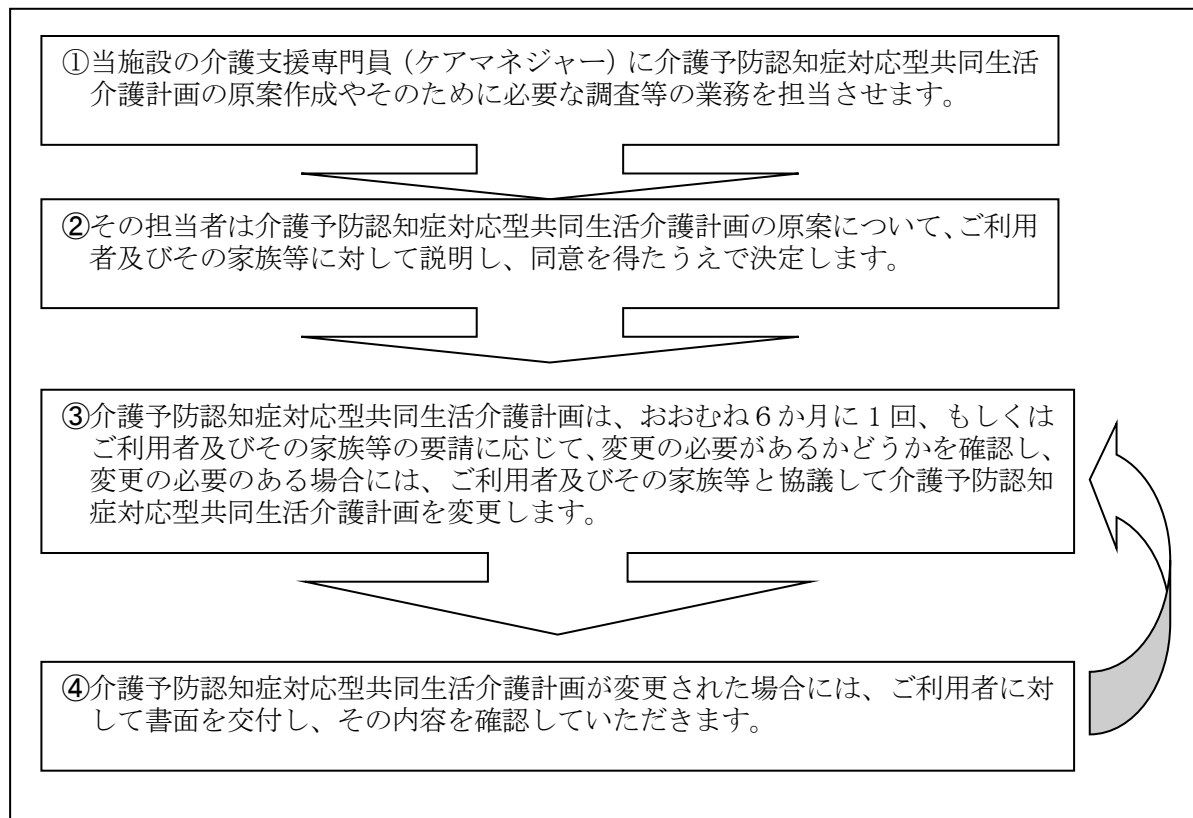 ①当施設の介護支援専門員(ケアマネジャー)に介護予防認知症対応型共同生活
介護計画の原案作成やそのために必要な調査等の業務を担当させます。
②その担当者は介護予防認知症対応型共同生活介護計画の原案について、ご利用
者及びその家族等に対して説明し、同意を得たうえで決定します。
③介護予防認知症対応型共同生活介護計画は、おおむね6か月に1回、もしくは
ご利用者及びその家族等の要請に応じて、変更の必要があるかどうかを確認し、
変更の必要のある場合には、ご利用者及びその家族等と協議して介護予防認知
症対応型共同生活介護計画を変更します。
④介護予防認知症対応型共同生活介護計画が変更された場合には、ご利用者に対
して書面を交付し、その内容を確認していただきます。